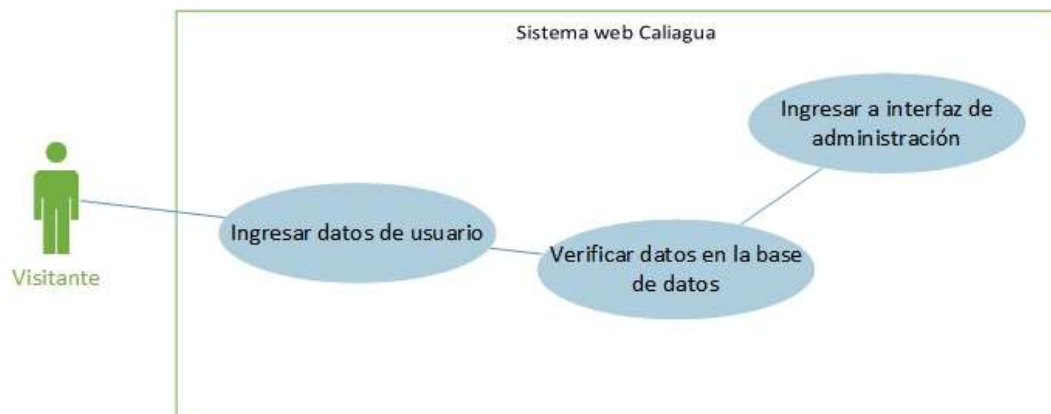 Sistema web Caliagua
Ingresar a interfaz de
administración
Visitante
Ingresar datos de usuario
Verificar datos en la base
de datos